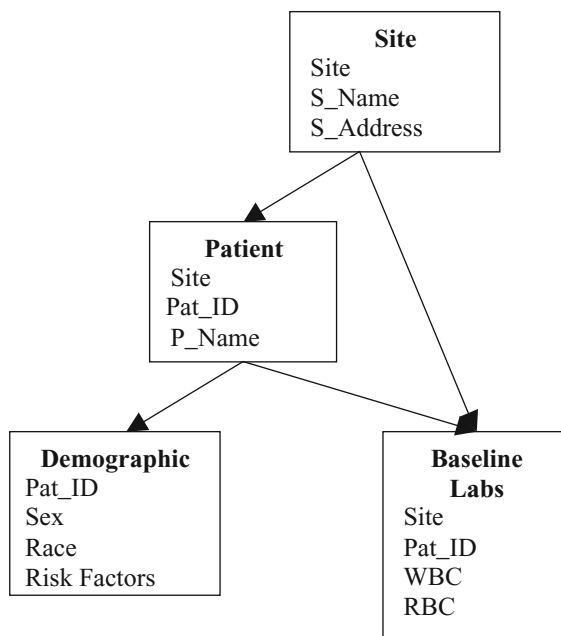 Site
Site
S_Name
S_Address
Patient
Site
Pat_ID
P_Name
Demographic
Pat_ID
Sex
Race
Risk Factors
Baseline
Labs
Site
Pat_ID
WBC
RBC